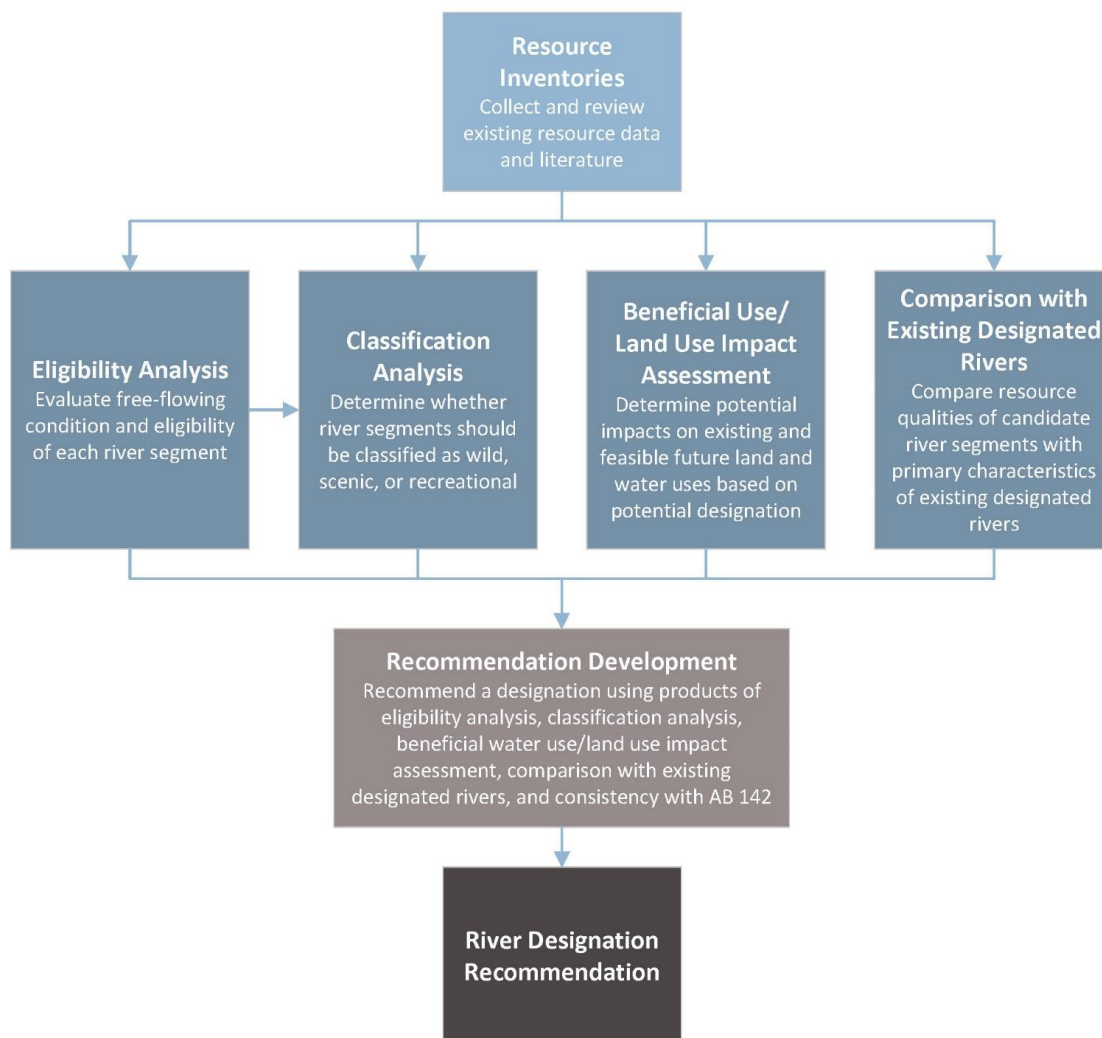 Resource
Inventories
Collect and review
existing resource data
and literature
Eligibility Analysis
Evaluate free-flowing
condition and eligibility
of each river segment
Classification
Analysis
Determine whether
river segments should
be classified as wild,
scenic, or recreational
Beneficial Use/
Land Use Impact
Assessment
Determine potential
impacts on existing and
feasible future land and
water uses based on
potential designation
Comparison with
Existing Designated
Rivers
Compare resource
qualities of candidate
river segments with
primary characteristics
of existing designated
rivers
Recommendation Development
Recommend a designation using products of
eligibility analysis, classification analysis,
beneficial water use/land use impact
assessment, comparison with existing
designated rivers, and consistency with AB 142
River Designation
Recommendation